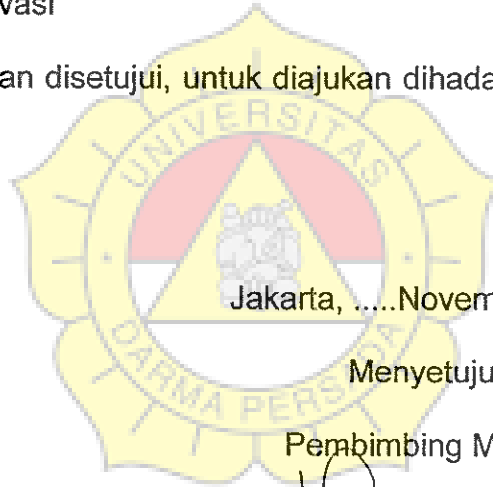 vasi
an disetujui, untuk diajukan dihada
UNIVERSITAS
Jakarta, .....Novem
Menyetuju
DARMA PERSADA
Pembimbing M